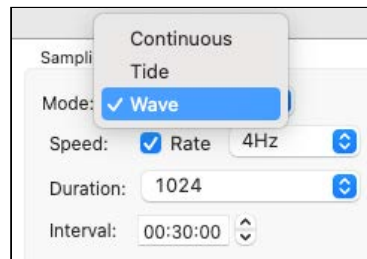 Continuous
Sampli
Tide
Mode: ✓ Wave
Speed: Rate 4Hz
Duration: 1024
Interval: 00:30:00